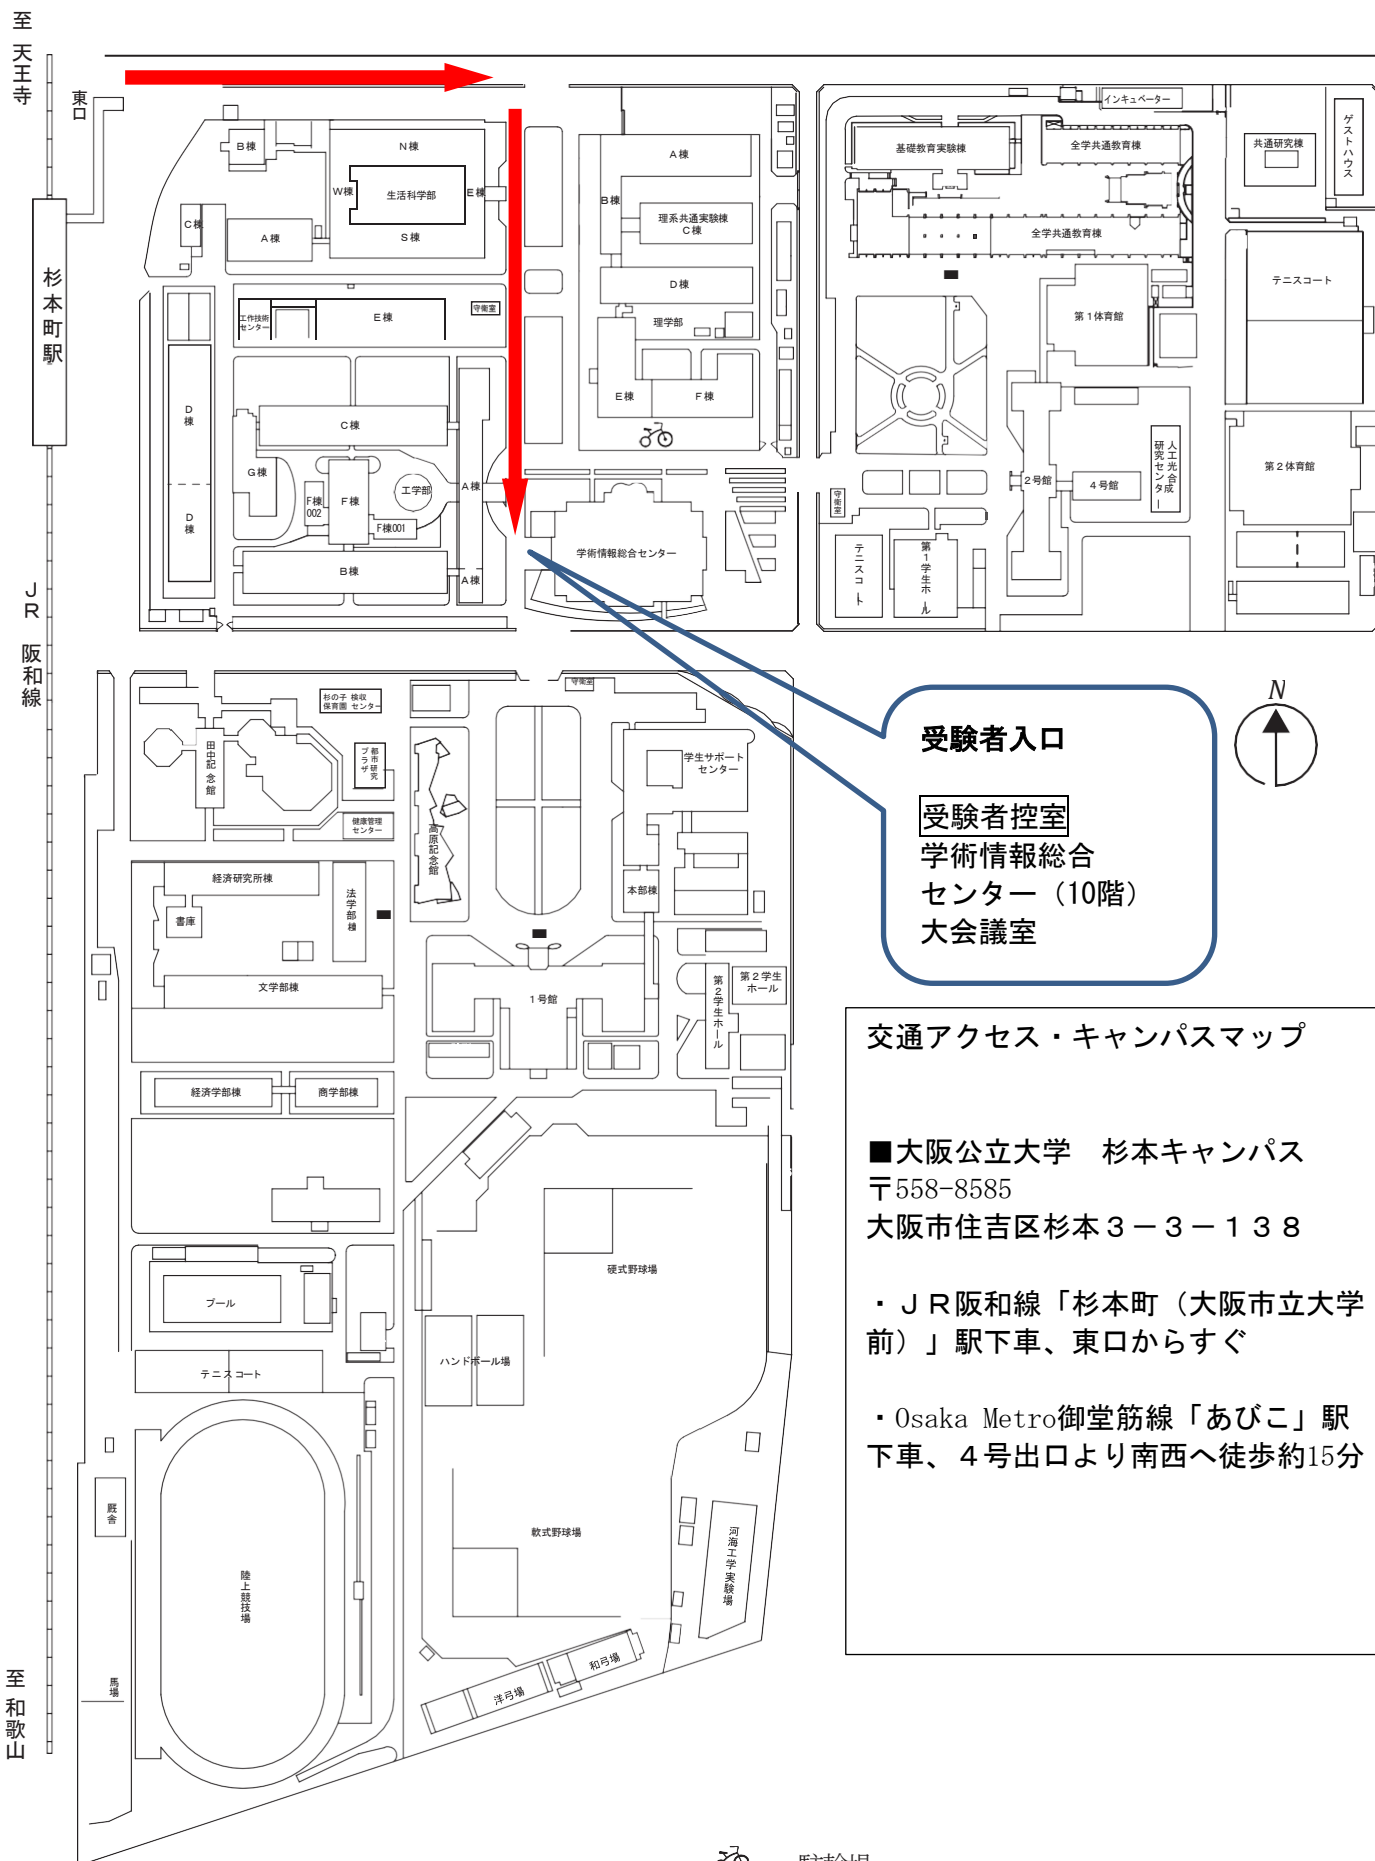 至 天王寺
東口
杉本町駅
JR 阪和線
至 和歌山
B棟
N棟
W棟
生活科学部
E棟
C棟
A棟
S棟
工作技術
センター
E棟
守衛室
D棟
C棟
G棟
F棟
002
F棟
工学部
A棟
F棟001
D棟
B棟
A棟
A棟
B棟
理系共通実験棟
C棟
D棟
理学部
E棟
F棟
学術情報総合センター
インキュベーター
基礎教育実験棟
全学共通教育棟
共通研究棟
ゲストハウス
全学共通教育棟
第1体育館
テニスコート
2号館
4号館
人工光合成
研究センター
第2体育館
守衛室
テニスコート
第1学生ホール
杉の子
保育園
検収
センター
守衛室
田中記念館
都市研究
プラザ
健康管理
センター
高原記念館
学生サポート
センター
本部棟
経済研究所棟
書庫
法学部棟
文学部棟
1号館
第2学生ホール
第2学生
ホール
経済学部棟
商学部棟
プール
テニスコート
硬式野球場
ハンドボール場
軟式野球場
河海工学実験場
厩舎
陸上競技場
馬場
洋弓場
和弓場
N
受験者入口
受験者控室
学術情報総合
センター（10階）
大会議室
交通アクセス・キャンパスマップ
■大阪公立大学　杉本キャンパス
〒558-8585
大阪市住吉区杉本３－３－１３８
・ＪＲ阪和線「杉本町（大阪市立大学
前）」駅下車、東口からすぐ
・Osaka Metro御堂筋線「あびこ」駅
下車、４号出口より南西へ徒歩約15分
駐輪場